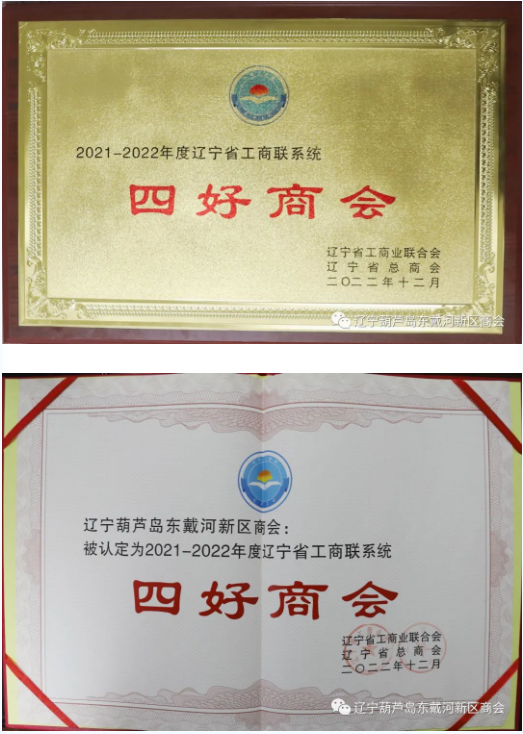 2021-2022年度辽宁省工商联系统
四好商会
辽宁省工商业联合会
辽宁省总商会
二〇二二年十二月
辽宁葫芦岛东戴河新区商会
辽宁葫芦岛东戴河新区商会：
被认定为2021-2022年度辽宁省工商联系统
四好商会
辽宁省工商业联合会
辽宁省总商会
二〇二二年十二月
辽宁葫芦岛东戴河新区商会